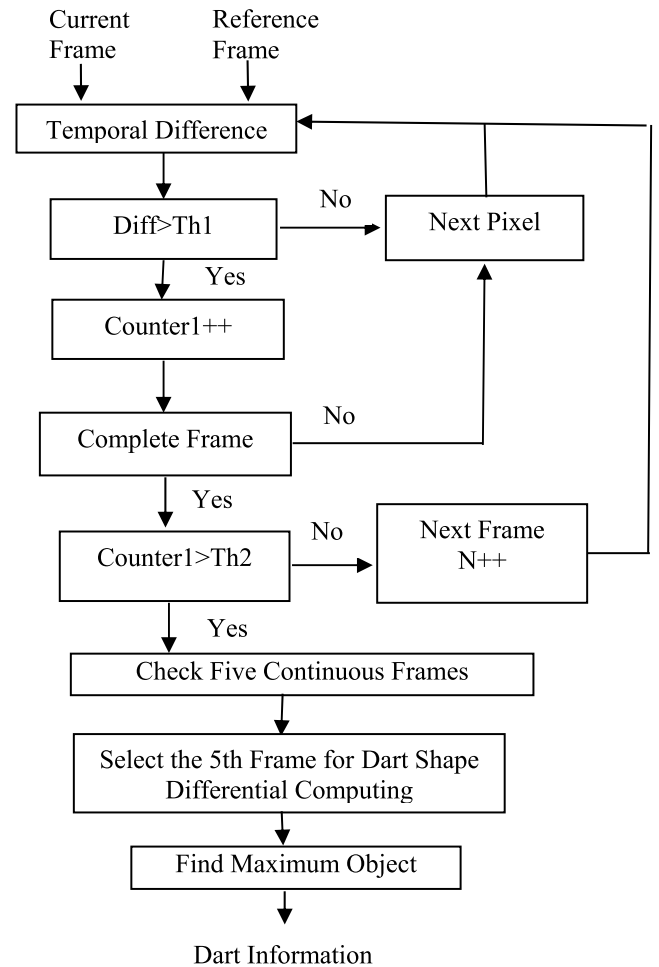 Current
Frame
Reference
Frame
Temporal Difference
Diff>Th1
No
Next Pixel
Yes
Counter1++
Complete Frame
No
Yes
Counter1>Th2
No
Next Frame
N++
Yes
Check Five Continuous Frames
Select the 5th Frame for Dart Shape
Differential Computing
Find Maximum Object
Dart Information